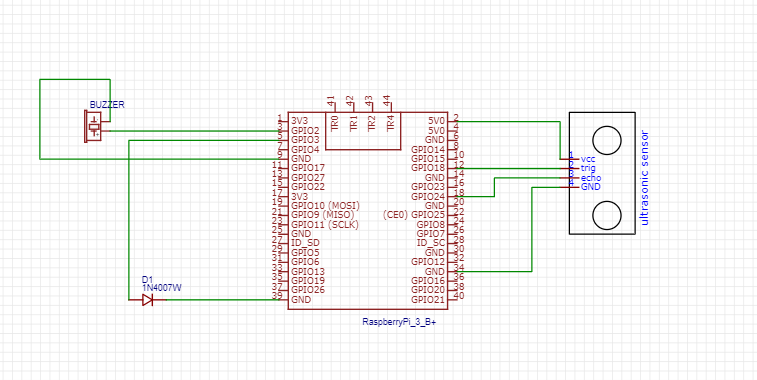 41
42
43
44
TR0
TR1
TR2
TR4
BUZZER
1 3V3
3 GPIO2
5 GPIO3
7 GPIO4
9 GND
11 GPIO17
13 GPIO27
15 GPIO22
17 3V3
19 GPIO10 (MOSI)
21 GPIO9 (MISO)
23 GPIO11 (SCLK)
25 GND
27 ID_SD
29 GPIO5
31 GPIO6
33 GPIO13
35 GPIO19
37 GPIO26
39 GND
5V0 2
5V0 4
GND 6
GPIO14 8
GPIO15 10
GPIO18 12
GND 14
GPIO23 16
GPIO24 18
GND 20
(CE0) GPIO25 22
GPIO8 24
GPIO7 26
ID_SC 28
GND 30
GPIO12 32
GND 34
GPIO16 36
GPIO20 38
GPIO21 40
1 vcc
2 trig
3 echo
4 GND
ultrasonic sensor
D1
1N4007W
RaspberryPi_3_B+